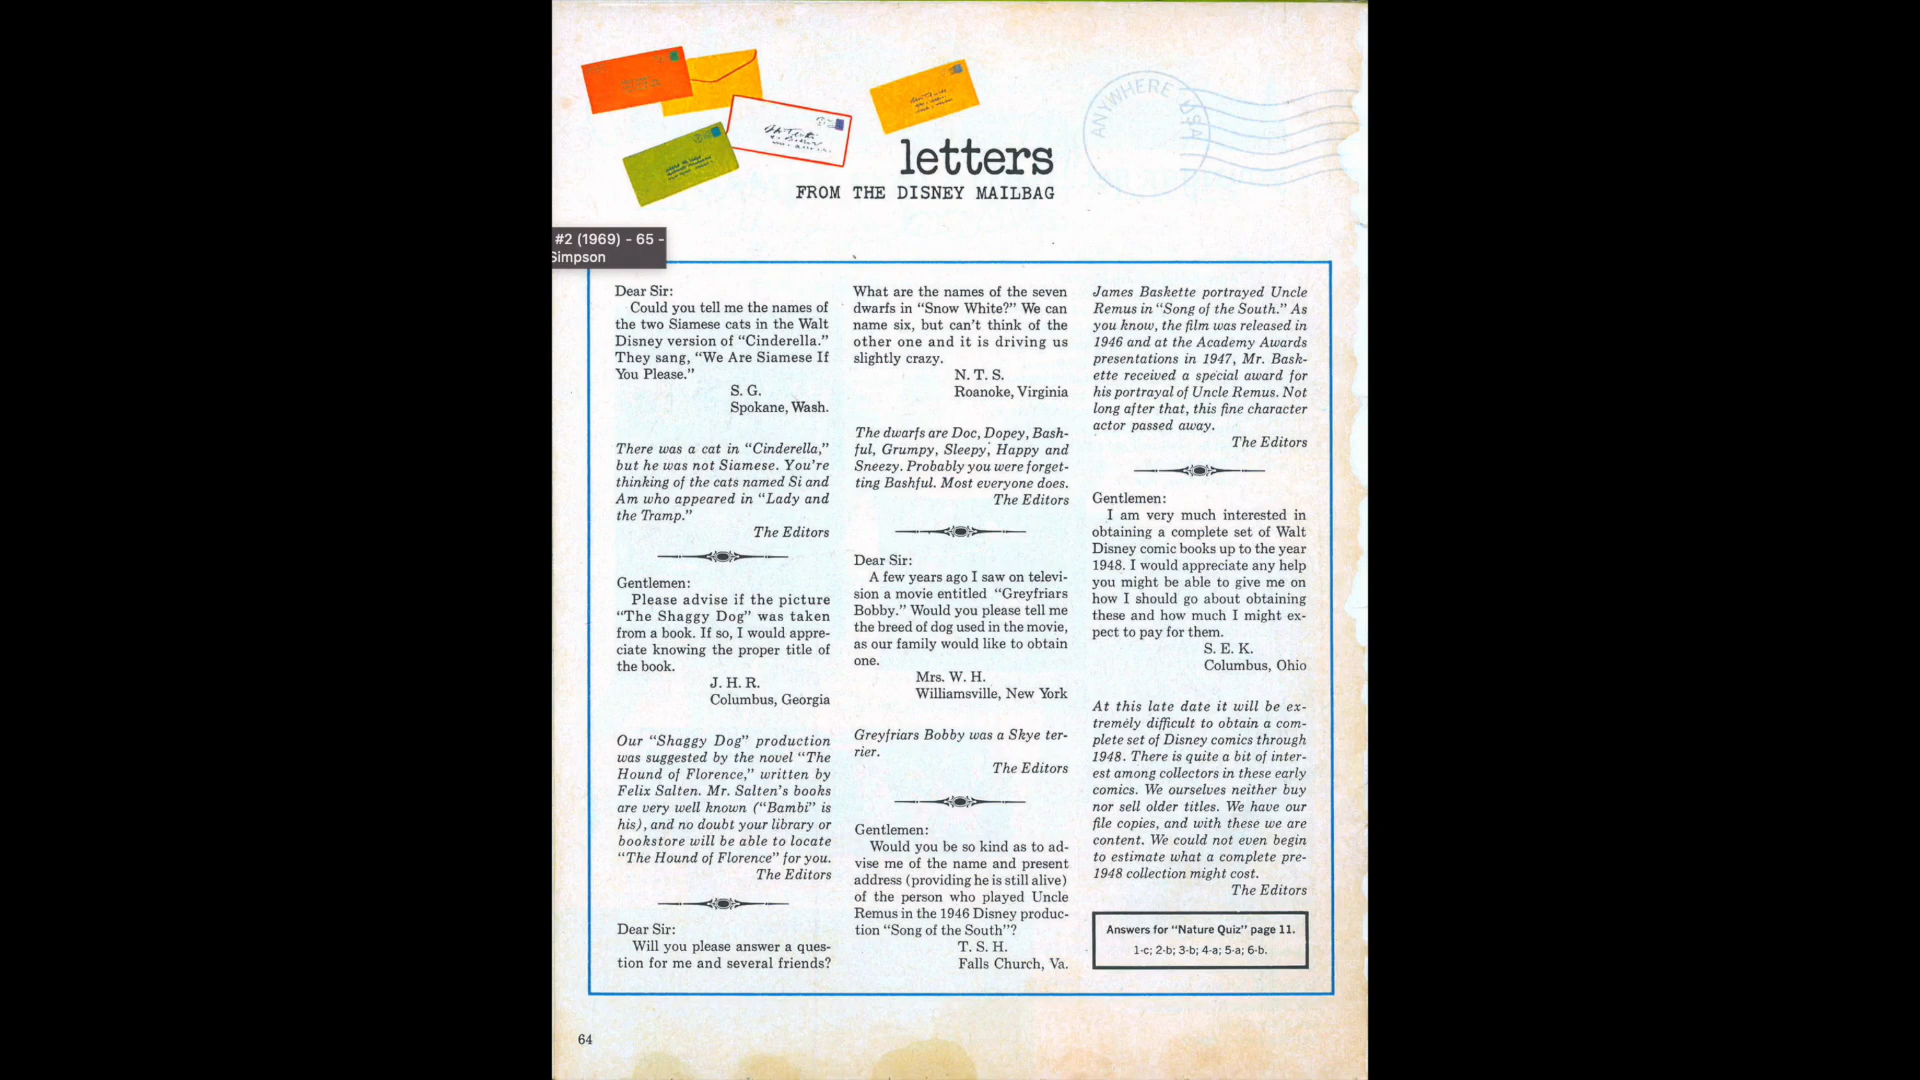 ANYWHERE USA
letters
FROM THE DISNEY MAILBAG
#2 (1969) - 65 -
Simpson
Dear Sir:
Could you tell me the names of
the two Siamese cats in the Walt
Disney version of “Cinderella.”
They sang, “We Are Siamese If
You Please.”
S. G.
Spokane, Wash.
There was a cat in “Cinderella,”
but he was not Siamese. You’re
thinking of the cats named Si and
Am who appeared in “Lady and
the Tramp.”
The Editors
Gentlemen:
Please advise if the picture
“The Shaggy Dog” was taken
from a book. If so, I would appre-
ciate knowing the proper title of
the book.
J. H. R.
Columbus, Georgia
Our “Shaggy Dog” production
was suggested by the novel “The
Hound of Florence,” written by
Felix Salten. Mr. Salten’s books
are very well known (“Bambi” is
his), and no doubt your library or
bookstore will be able to locate
“The Hound of Florence” for you.
The Editors
Dear Sir:
Will you please answer a ques-
tion for me and several friends?
What are the names of the seven
dwarfs in “Snow White?” We can
name six, but can’t think of the
other one and it is driving us
slightly crazy.
N. T. S.
Roanoke, Virginia
The dwarfs are Doc, Dopey, Bash-
ful, Grumpy, Sleepy, Happy and
Sneezy. Probably you were forget-
ting Bashful. Most everyone does.
The Editors
Dear Sir:
A few years ago I saw on televi-
sion a movie entitled “Greyfriars
Bobby.” Would you please tell me
the breed of dog used in the movie,
as our family would like to obtain
one.
Mrs. W. H.
Williamsville, New York
Greyfriars Bobby was a Skye ter-
rier.
The Editors
Gentlemen:
Would you be so kind as to ad-
vise me of the name and present
address (providing he is still alive)
of the person who played Uncle
Remus in the 1946 Disney produc-
tion “Song of the South”?
T. S. H.
Falls Church, Va.
James Baskette portrayed Uncle
Remus in “Song of the South.” As
you know, the film was released in
1946 and at the Academy Awards
presentations in 1947, Mr. Bask-
ette received a special award for
his portrayal of Uncle Remus. Not
long after that, this fine character
actor passed away.
The Editors
Gentlemen:
I am very much interested in
obtaining a complete set of Walt
Disney comic books up to the year
1948. I would appreciate any help
you might be able to give me on
how I should go about obtaining
these and how much I might ex-
pect to pay for them.
S. E. K.
Columbus, Ohio
At this late date it will be ex-
tremely difficult to obtain a com-
plete set of Disney comics through
1948. There is quite a bit of inter-
est among collectors in these early
comics. We ourselves neither buy
nor sell older titles. We have our
file copies, and with these we are
content. We could not even begin
to estimate what a complete pre-
1948 collection might cost.
The Editors
Answers for “Nature Quiz” page 11.
1-c; 2-b; 3-b; 4-a; 5-a; 6-b.
64